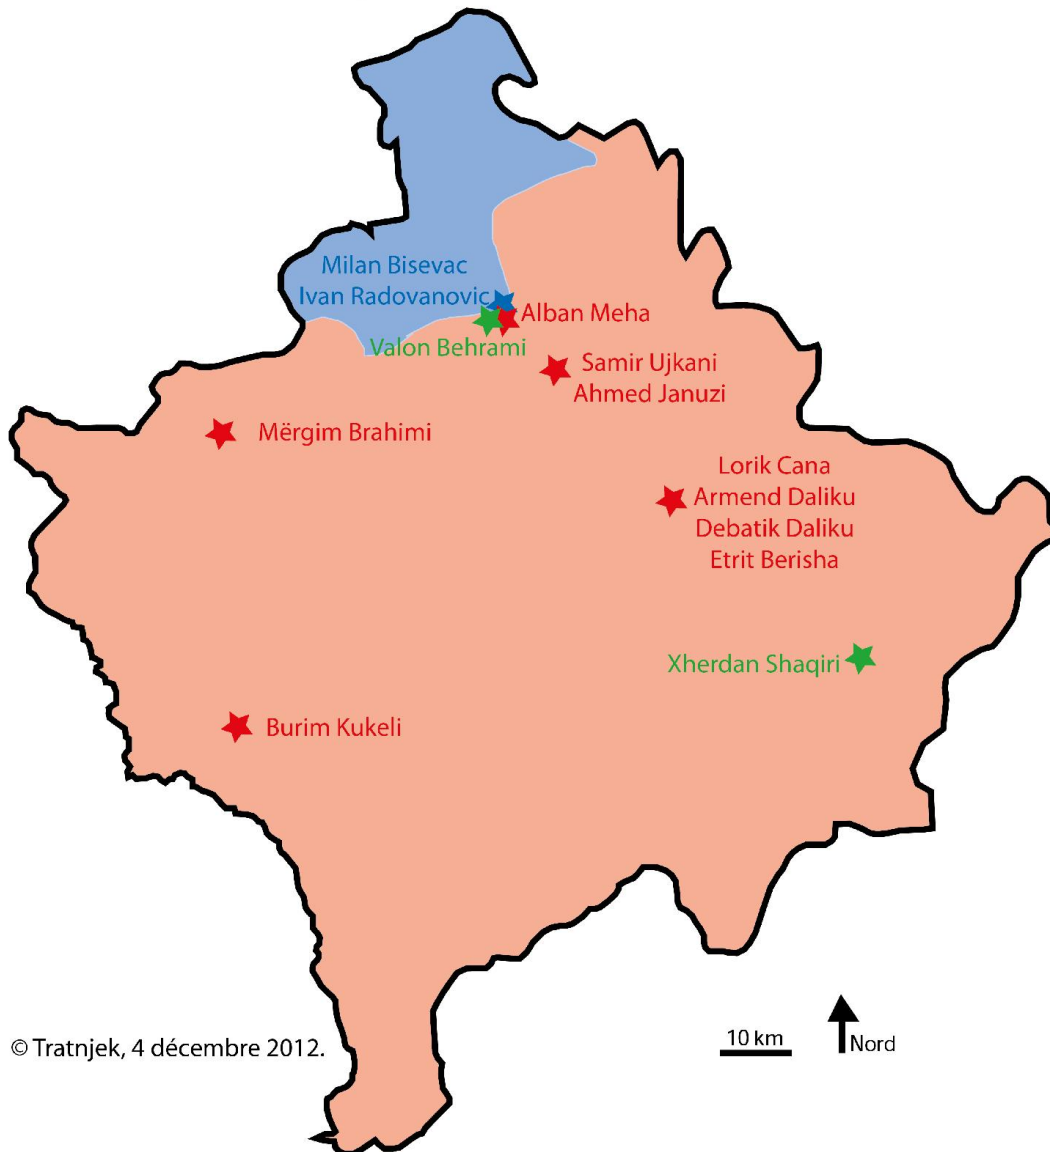 Milan Bisevac
Ivan Radovanovic
Alban Meha
Valon Behrami
Samir Ujkani
Ahmed Januzi
Mërgim Brahimi
Lorik Cana
Armend Daliku
Debatik Daliku
Etrit Berisha
Xherdan Shaqiri
Burim Kukeli
© Tratnjek, 4 décembre 2012.
10 km
Nord